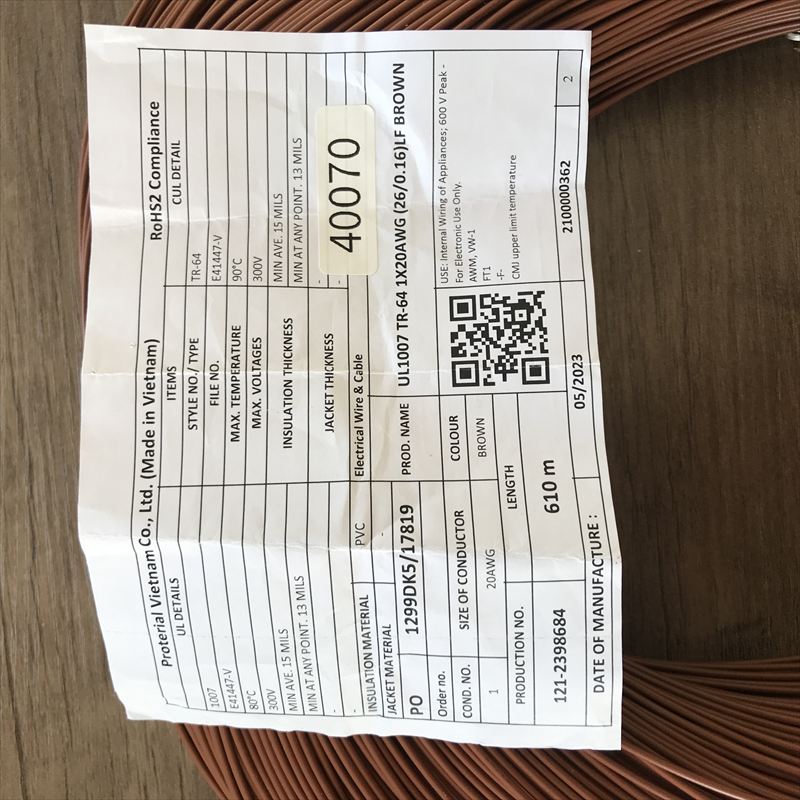 Proterial Vietnam Co., Ltd. (Made in Vietnam) RoHS2 Compliance
UL DETAILS ITEMS CUL DETAIL
1007 STYLE NO./ TYPE TR-64
E41447-V FILE NO. E41447-V
80°C MAX. TEMPERATURE 90°C
300V MAX. VOLTAGES 300V
MIN AVE. 15 MILS INSULATION THICKNESS MIN AVE. 15 MILS
MIN AT ANY POINT. 13 MILS MIN AT ANY POINT. 13 MILS
- JACKET THICKNESS -
- -
40070
INSULATION MATERIAL PVC Electrical Wire & Cable
JACKET MATERIAL
PO 1299DK5/17819 PROD. NAME UL1007 TR-64 1X20AWG (26/0.16)LF BROWN
Order no.
COND. NO. SIZE OF CONDUCTOR COLOUR
1 20AWG BROWN
USE: Internal Wiring of Appliances; 600 V Peak -
For Electronic Use Only.
AWM, VW-1
FT1
-F-
CMJ upper limit temperature
PRODUCTION NO. LENGTH
121-2398684 610 m
DATE OF MANUFACTURE : 05/2023 2100000362 2